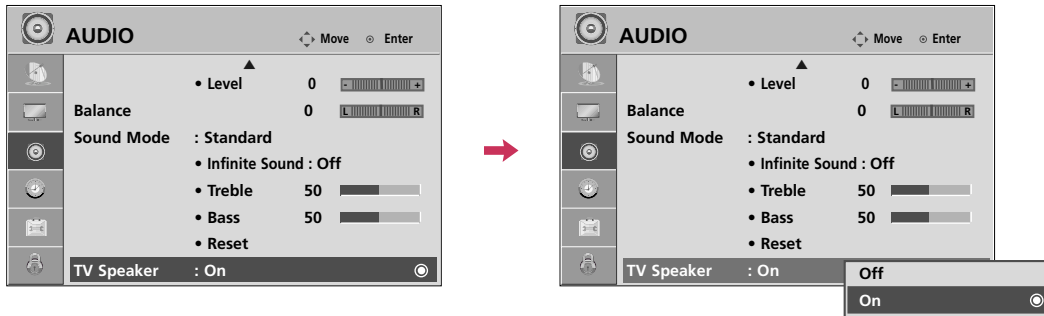 AUDIO Move Enter
• Level 0 - +
Balance 0 L R
Sound Mode : Standard
• Infinite Sound : Off
• Treble 50
• Bass 50
• Reset
TV Speaker : On
AUDIO Move Enter
• Level 0 - +
Balance 0 L R
Sound Mode : Standard
• Infinite Sound : Off
• Treble 50
• Bass 50
• Reset
TV Speaker : On
Off
On